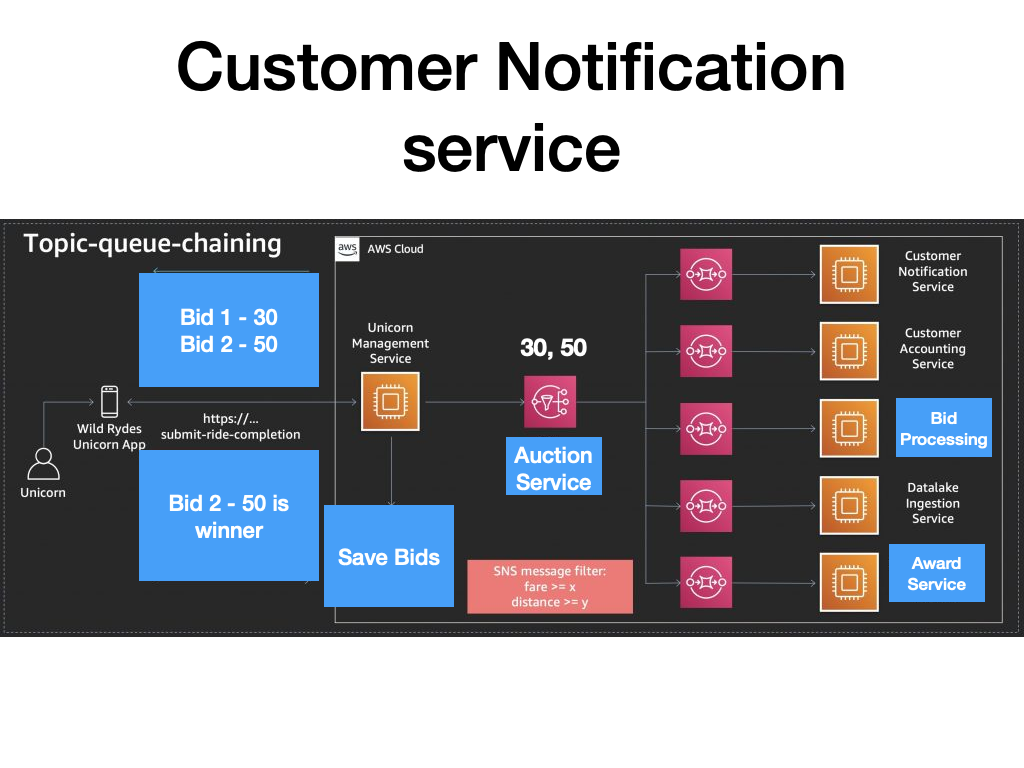 Customer Notification
service
Topic-queue-chaining
aws
AWS Cloud
Bid 1 - 30
Bid 2 - 50
Wild Rydes
Unicorn App
Unicorn
https://...
submit-ride-completion
Bid 2 - 50 is
winner
Unicorn
Management
Service
Save Bids
30, 50
Auction
Service
SNS message filter:
fare >= x
distance >= y
Customer
Notification
Service
Customer
Accounting
Service
Bid
Processing
Datalake
Ingestion
Service
Award
Service